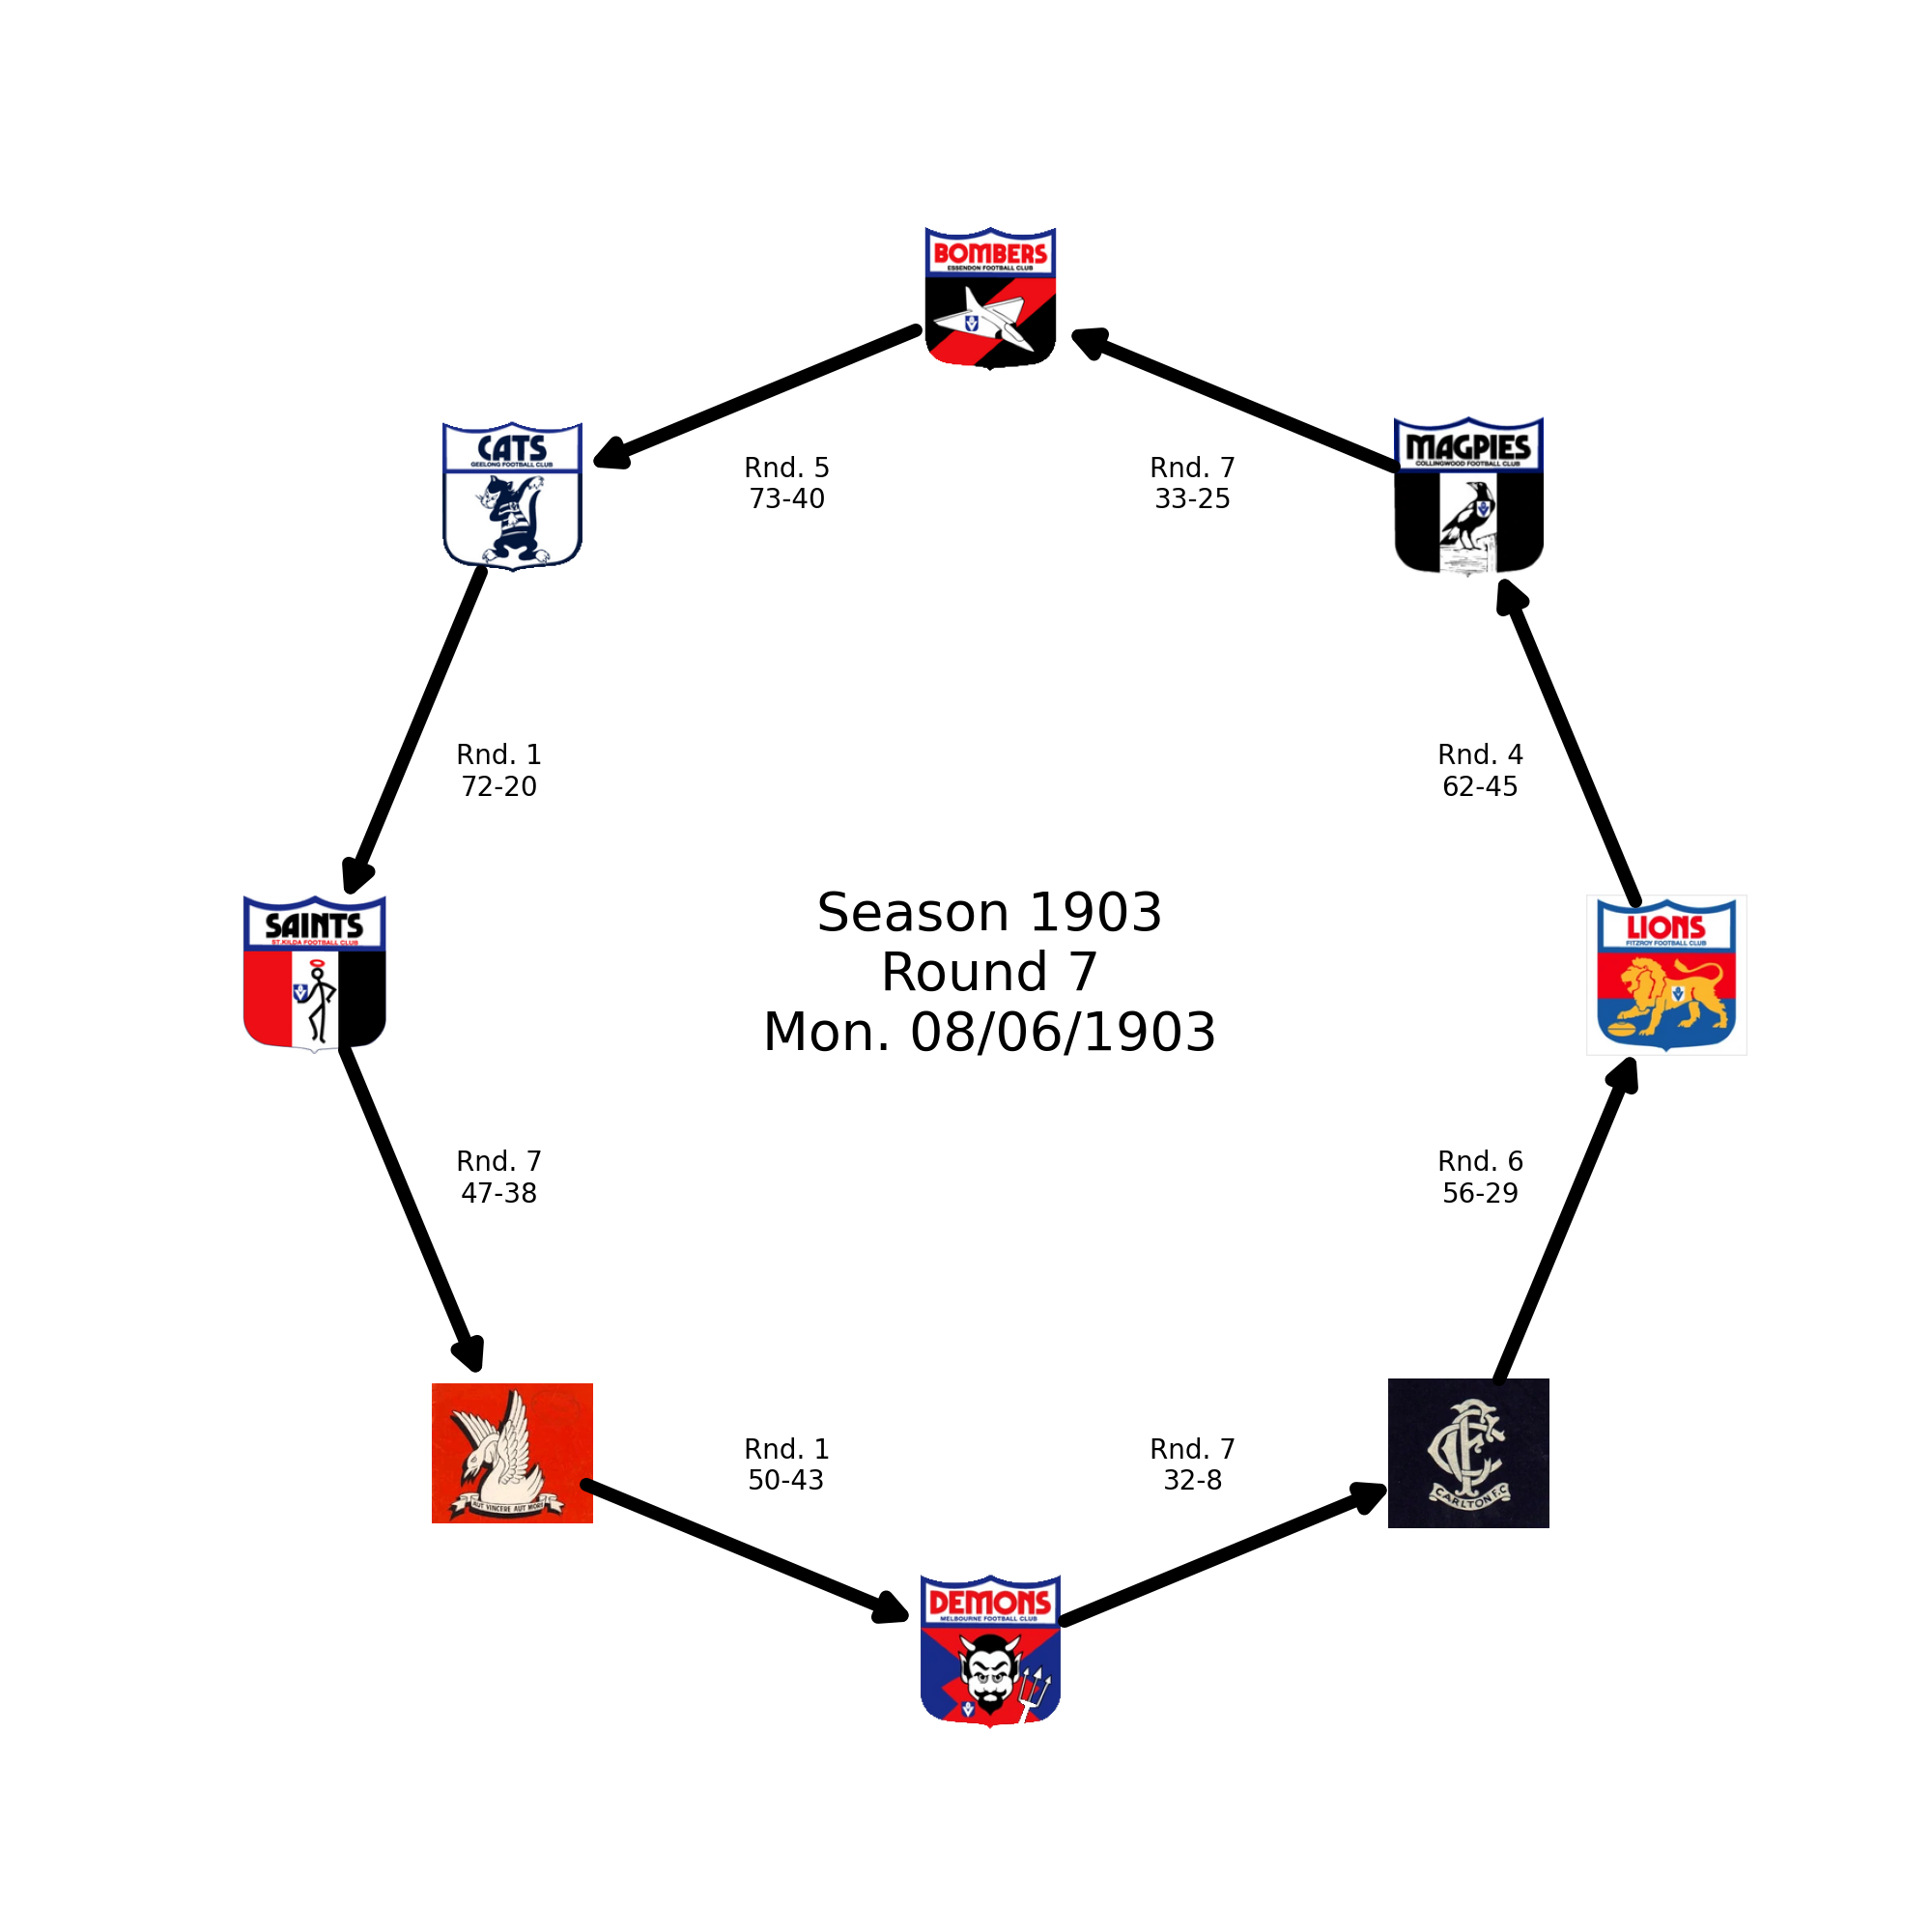 BOMBERS
ESSENDON FOOTBALL CLUB
CATS
GEELONG FOOTBALL CLUB
MAGPIES
COLLINGWOOD FOOTBALL CLUB
Rnd. 5
73-40
Rnd. 7
33-25
Rnd. 1
72-20
Rnd. 4
62-45
SAINTS
ST.KILDA FOOTBALL CLUB
Season 1903
Round 7
Mon. 08/06/1903
LIONS
FITZROY FOOTBALL CLUB
Rnd. 7
47-38
Rnd. 6
56-29
AUT VINCERE AUT MORI
Rnd. 1
50-43
Rnd. 7
32-8
CFC
CARLTON F.C
DEMONS
MELBOURNE FOOTBALL CLUB